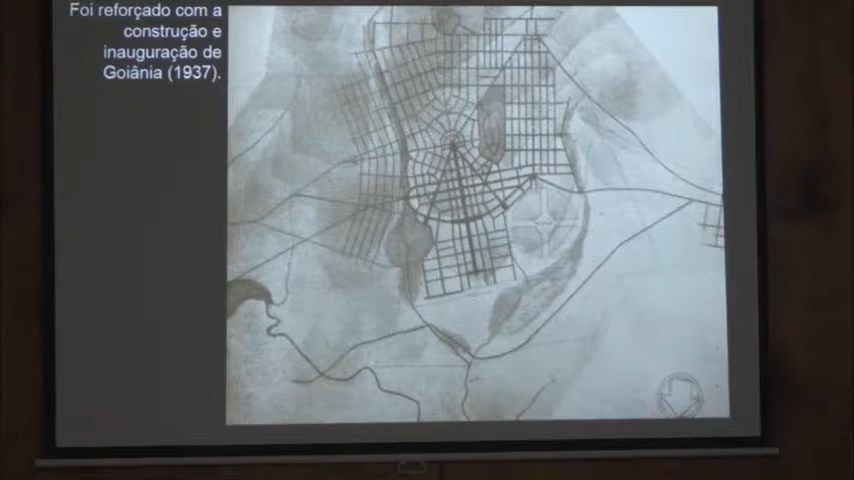 Foi reforçado com a
construção e
inauguração de
Goiânia (1937).